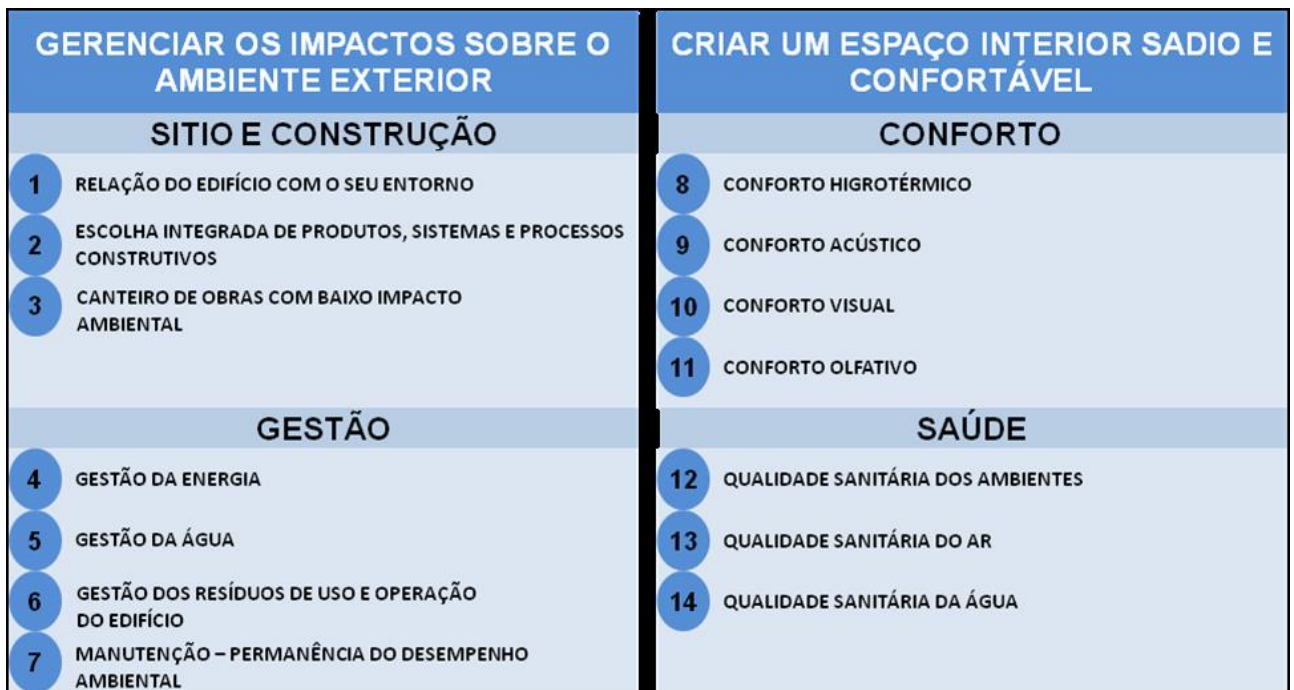 GERENCIAR OS IMPACTOS SOBRE O
AMBIENTE EXTERIOR
SITIO E CONSTRUÇÃO
1 RELAÇÃO DO EDIFÍCIO COM O SEU ENTORNO
2 ESCOLHA INTEGRADA DE PRODUTOS, SISTEMAS E PROCESSOS
CONSTRUTIVOS
3 CANTEIRO DE OBRAS COM BAIXO IMPACTO
AMBIENTAL
GESTÃO
4 GESTÃO DA ENERGIA
5 GESTÃO DA ÁGUA
6 GESTÃO DOS RESÍDUOS DE USO E OPERAÇÃO
DO EDIFÍCIO
7 MANUTENÇÃO – PERMANÊNCIA DO DESEMPENHO
AMBIENTAL
CRIAR UM ESPAÇO INTERIOR SADIO E
CONFORTÁVEL
CONFORTO
8 CONFORTO HIGROTÉRMICO
9 CONFORTO ACÚSTICO
10 CONFORTO VISUAL
11 CONFORTO OLFATIVO
SAÚDE
12 QUALIDADE SANITÁRIA DOS AMBIENTES
13 QUALIDADE SANITÁRIA DO AR
14 QUALIDADE SANITÁRIA DA ÁGUA